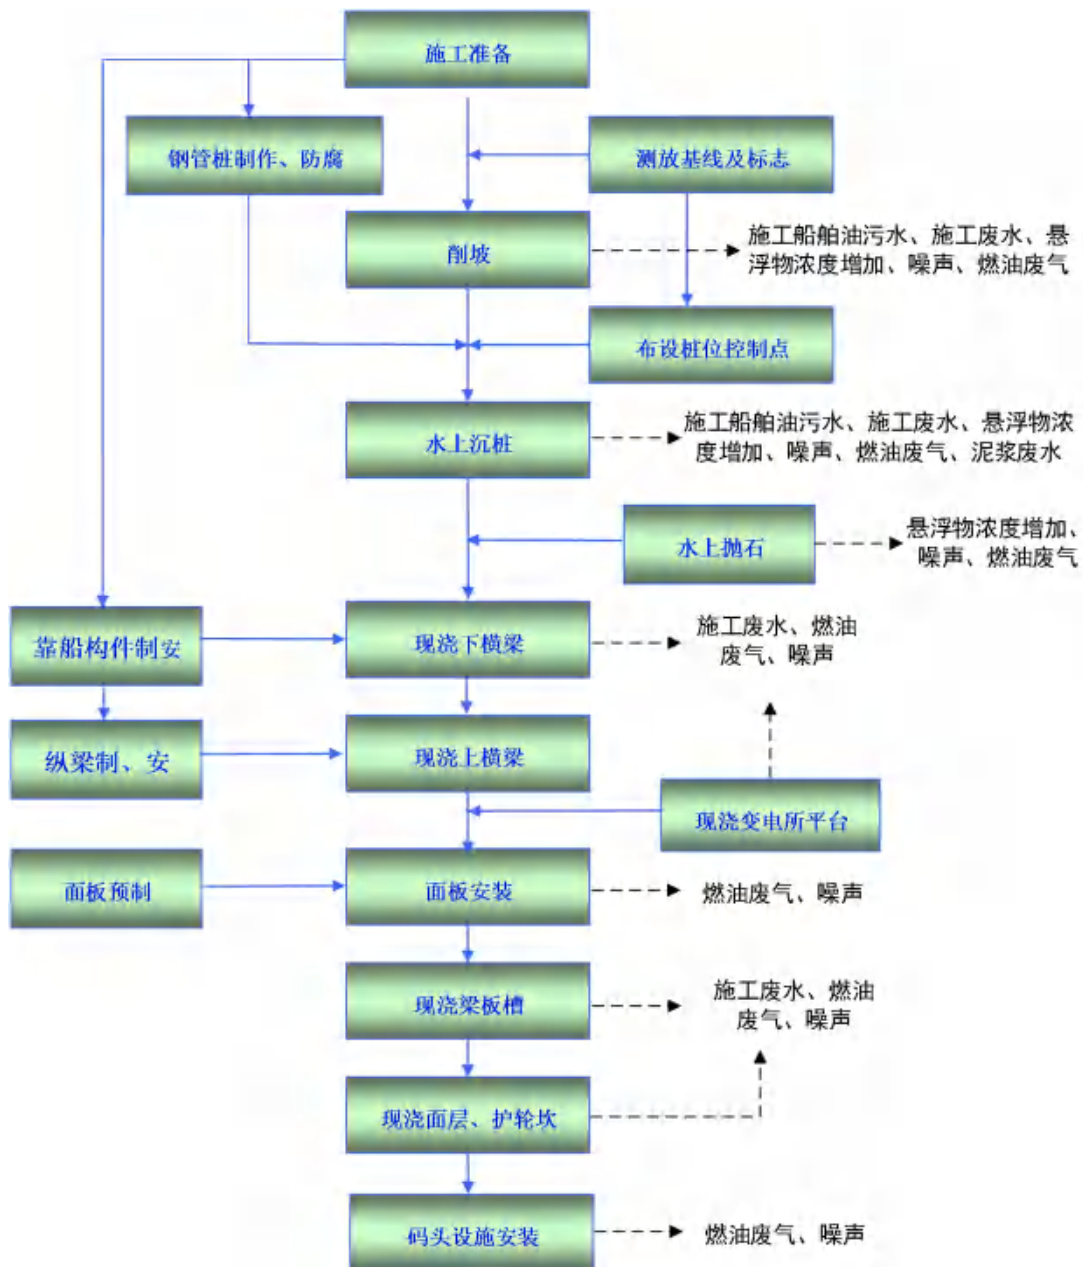 施工准备
钢管桩制作、防腐
测放基线及标志
削坡
施工船舶油污水、施工废水、悬
浮物浓度增加、噪声、燃油废气
布设桩位控制点
水上沉桩
施工船舶油污水、施工废水、悬浮物浓
度增加、噪声、燃油废气、泥浆废水
水上抛石
悬浮物浓度增加、
噪声、燃油废气
靠船构件制安
现浇下横梁
施工废水、燃油
废气、噪声
纵梁制、安
现浇上横梁
现浇变电所平台
面板预制
面板安装
燃油废气、噪声
现浇梁板槽
施工废水、燃油
废气、噪声
现浇面层、护轮坎
码头设施安装
燃油废气、噪声